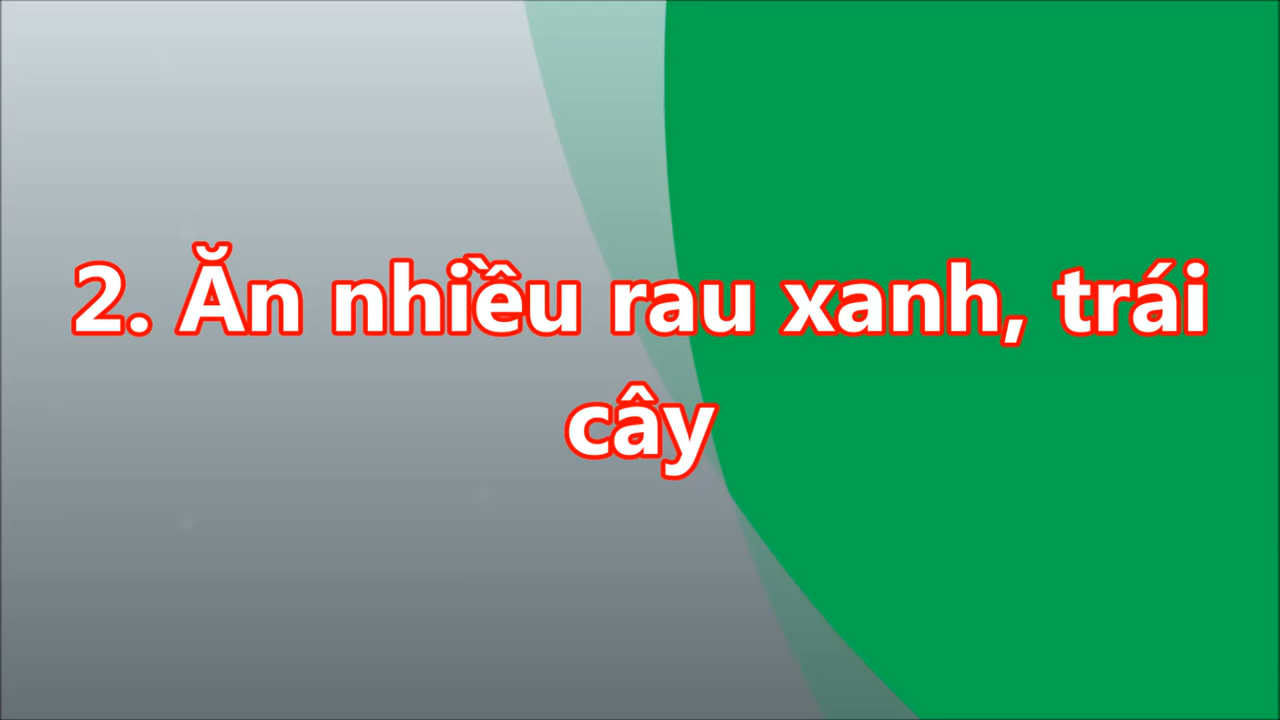 2. Ăn nhiều rau xanh, trái
cây